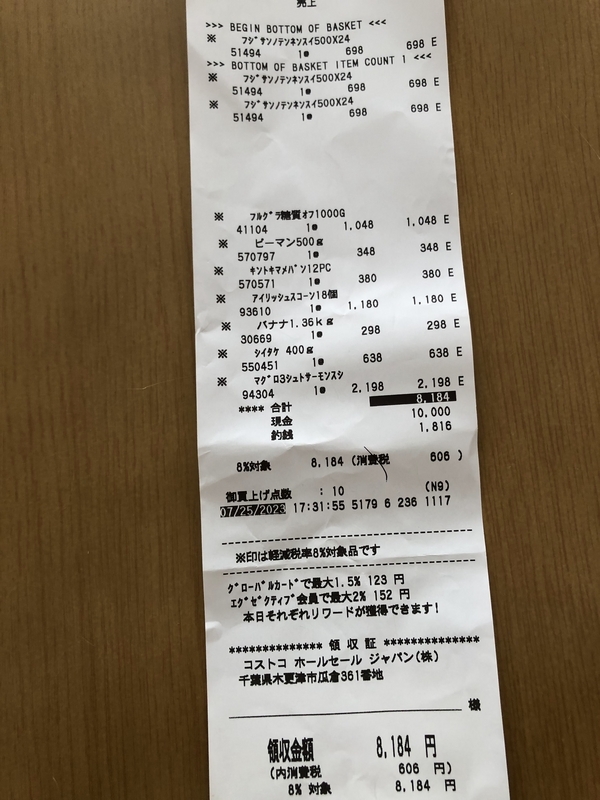 売上
>>> BEGIN BOTTOM OF BASKET <<<
※ ﾌｼﾞｻﾝﾉﾃﾝﾈﾝｽｲ500X24
51494 1● 698 698 E
>>> BOTTOM OF BASKET ITEM COUNT 1 <<<
※ ﾌｼﾞｻﾝﾉﾃﾝﾈﾝｽｲ500X24
51494 1● 698 698 E
※ ﾌｼﾞｻﾝﾉﾃﾝﾈﾝｽｲ500X24
51494 1● 698 698 E
※ ﾌﾙｸﾞﾗ糖質ｵﾌ1000G
41104 1● 1,048 1,048 E
※ ピーマン500g
570797 1● 348 348 E
※ ｷﾝﾄｷﾏﾒﾊﾟﾝ12PC
570571 1● 380 380 E
※ ｱｲﾘｯｼｭｽｺｰﾝ18個
93610 1● 1,180 1,180 E
※ バナナ1.36kg
30669 1● 298 298 E
※ ｼｲﾀｹ 400g
550451 1● 638 638 E
※ ﾏｸﾞﾛ3ｼｭﾄｻｰﾓﾝｽｼ
94304 1● 2,198 2,198 E
**** 合計 8,184
現金 10,000
釣銭 1,816
8%対象 8,184 (消費税 606 )
御買上げ点数 : 10 (N9)
07/25/2023 17:31:55 5179 6 236 1117
※印は軽減税率8%対象品です
ｸﾞﾛｰﾊﾞﾙｶｰﾄﾞで最大1.5% 123 円
ｴｸﾞｾﾞｸﾃｨﾌﾞ会員で最大2% 152 円
本日それぞれリワードが獲得できます!
************** 領 収 証 **************
コストコ ホールセール ジャパン(株)
千葉県木更津市瓜倉361番地
様
領収金額 8,184 円
(内消費税 606 円)
8% 対象 8,184 円